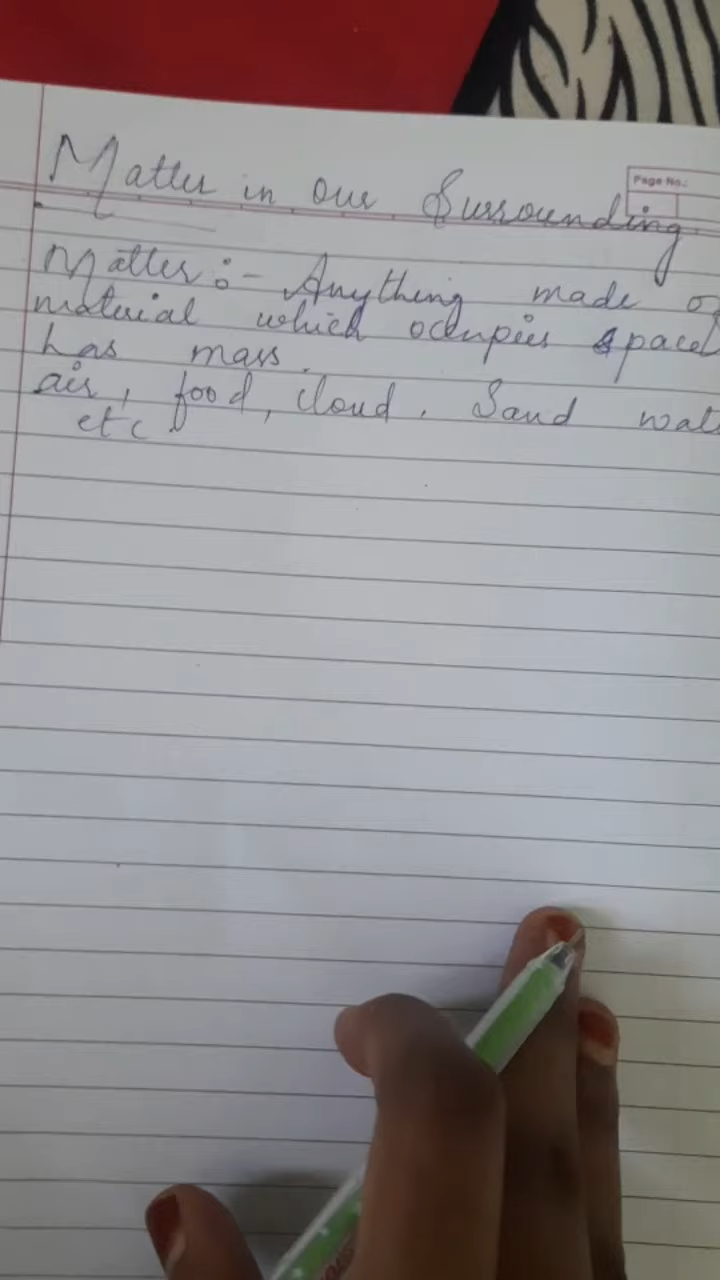 Matter in our Surrounding
Page No.:
Matter :- Anything made of
material which occupies space
has mass.
air, food, cloud. Sand wat
etc.